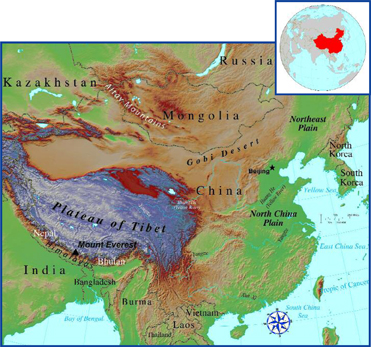 Russia
Kazakhstan
Altay Mountains
Mongolia
Northeast
Plain
Gobi Desert
North
Korea
Beijing
South
Korea
China
Yellow Sea
Plateau of Tibet
North China
Plain
Nepal
Mount Everest
Himalayas
Bhutan
East China Sea
India
Bangladesh
Tropic of Cancer
Burma
Vietnam
South China
Sea
Bay of Bengal
Laos
Thailand